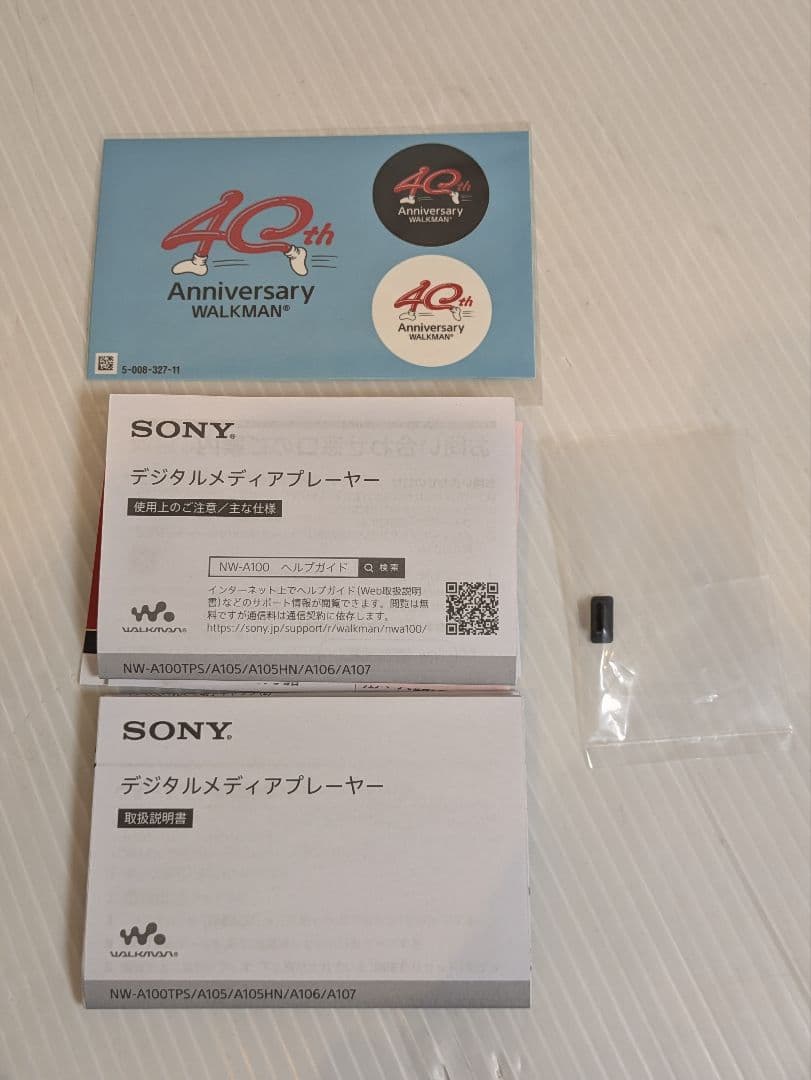 40th
Anniversary
WALKMAN®
5-008-327-11
40th
Anniversary
WALKMAN®
40th
Anniversary
WALKMAN®
SONY®
デジタルメディアプレーヤー
使用上のご注意／主な仕様
NW-A100 ヘルプガイド 検索
インターネット上でヘルプガイド(Web取扱説明
書)などのサポート情報が閲覧できます。閲覧は無
料ですが通信料は通信契約に依存します。
https://sony.jp/support/r/walkman/nwa100/
WALKMAN®
NW-A100TPS/A105/A105HN/A106/A107
SONY®
デジタルメディアプレーヤー
取扱説明書
WALKMAN®
NW-A100TPS/A105/A105HN/A106/A107